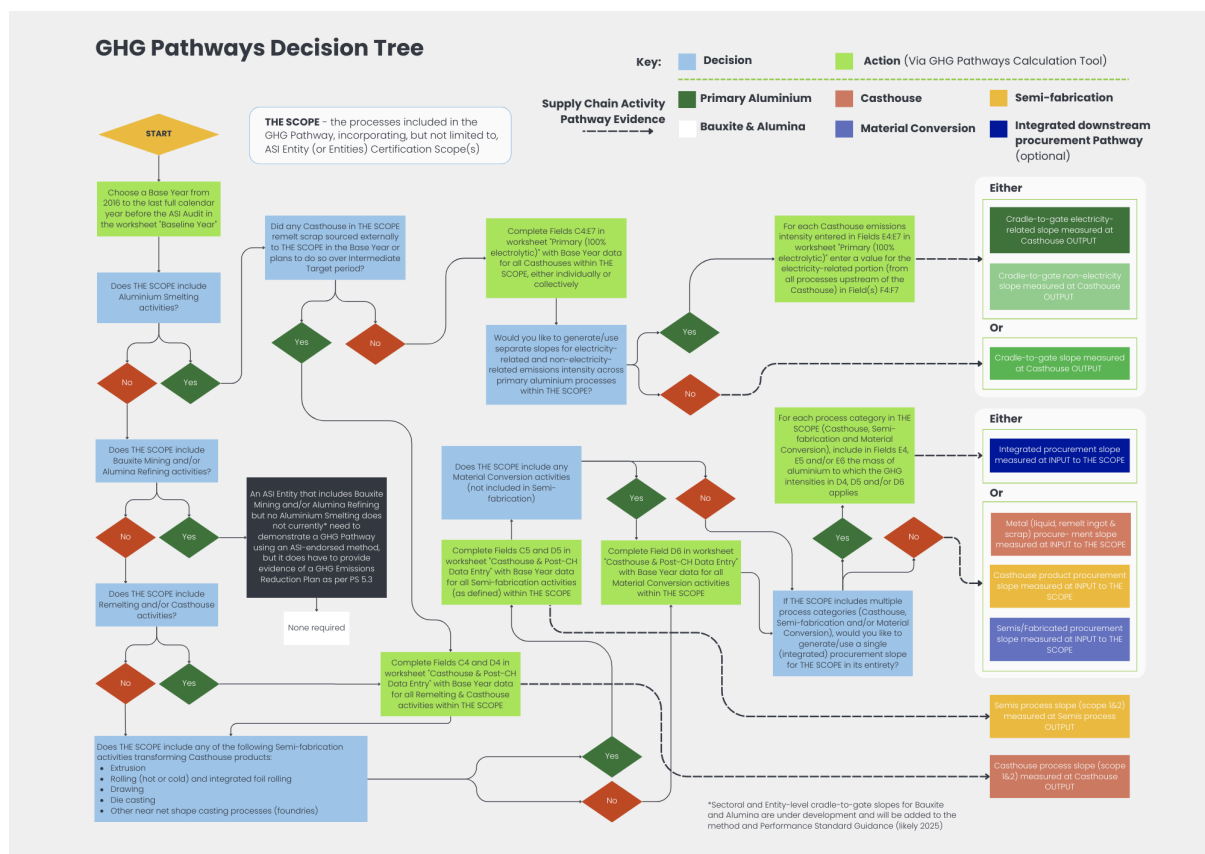 GHG Pathways Decision Tree
Key:
Decision
Action (Via GHG Pathways Calculation Tool)
Supply Chain Activity
Pathway Evidence
Primary Aluminium
Casthouse
Semi-fabrication
Bauxite & Alumina
Material Conversion
Integrated downstream
procurement Pathway
(optional)
START
THE SCOPE - the processes included in the
GHG Pathway, incorporating, but not limited to,
ASI Entity (or Entities) Certification Scope(s)
Choose a Base Year from
2016 to the last full calendar
year before the ASI Audit in
the worksheet "Baseline Year"
Does THE SCOPE include
Aluminium Smelting
activities?
No
Yes
Did any Casthouse in THE SCOPE
remelt scrap sourced externally
to THE SCOPE in the Base Year or
plans to do so over Intermediate
Target period?
Yes
No
Complete Fields C4:E7 in
worksheet "Primary (100%
electrolytic)" with Base Year data
for all Casthouses within THE
SCOPE, either individually or
collectively
Would you like to generate/use
separate slopes for electricity-
related and non-electricity-
related emissions intensity across
primary aluminium processes
within THE SCOPE?
Yes
No
For each Casthouse emissions
intensity entered in Fields E4:E7
in worksheet "Primary (100%
electrolytic)" enter a value for the
electricity-related portion (from
all processes upstream of the
Casthouse) in Field(s) F4:F7
Either
Cradle-to-gate electricity-
related slope measured at
Casthouse OUTPUT
Cradle-to-gate non-electricity
slope measured at Casthouse
OUTPUT
Or
Cradle-to-gate slope measured
at Casthouse OUTPUT
Does THE SCOPE include
Bauxite Mining and/or
Alumina Refining activities?
No
Yes
An ASI Entity that includes Bauxite
Mining and/or Alumina Refining
but no Aluminium Smelting does
not currently* need to
demonstrate a GHG Pathway
using an ASI-endorsed method,
but it does have to provide
evidence of a GHG Emissions
Reduction Plan as per PS 5.3
None required
Does THE SCOPE include
Remelting and/or Casthouse
activities?
No
Yes
Complete Fields C4 and D4 in
worksheet "Casthouse & Post-CH
Data Entry" with Base Year data
for all Remelting & Casthouse
activities within THE SCOPE
Does THE SCOPE include any of the following Semi-fabrication
activities transforming Casthouse products:
• Extrusion
• Rolling (hot or cold) and integrated foil rolling
• Drawing
• Die casting
• Other near net shape casting processes (foundries)
Yes
No
Does THE SCOPE include any
Material Conversion activities
(not included in Semi-
fabrication)
Complete Fields C5 and D5 in
worksheet "Casthouse & Post-CH
Data Entry" with Base Year data
for all Semi-fabrication activities
(as defined) within THE SCOPE
Yes
No
Complete Field D6 in worksheet
"Casthouse & Post-CH Data Entry"
with Base Year data for all
Material Conversion activities
within THE SCOPE
For each process category in THE
SCOPE (Casthouse, Semi-
fabrication and Material
Conversion), include in Fields E4,
E5 and/or E6 the mass of
aluminium to which the GHG
intensities in D4, D5 and/or D6
applies
Yes
No
If THE SCOPE includes multiple
process categories (Casthouse,
Semi-fabrication and/or Material
Conversion), would you like to
generate/use a single
(integrated) procurement slope
for THE SCOPE in its entirety?
Either
Integrated procurement slope
measured at INPUT to THE SCOPE
Or
Metal (liquid, remelt ingot &
scrap) procure- ment slope
measured at INPUT to THE SCOPE
Casthouse product procurement
slope measured at INPUT to THE
SCOPE
Semis/Fabricated procurement
slope measured at INPUT to THE
SCOPE
Semis process slope (scope 1&2)
measured at Semis process
OUTPUT
Casthouse process slope (scope
1&2) measured at Casthouse
OUTPUT
*Sectoral and Entity-level cradle-to-gate slopes for Bauxite
and Alumina are under development and will be added to the
method and Performance Standard Guidance (likely 2025)